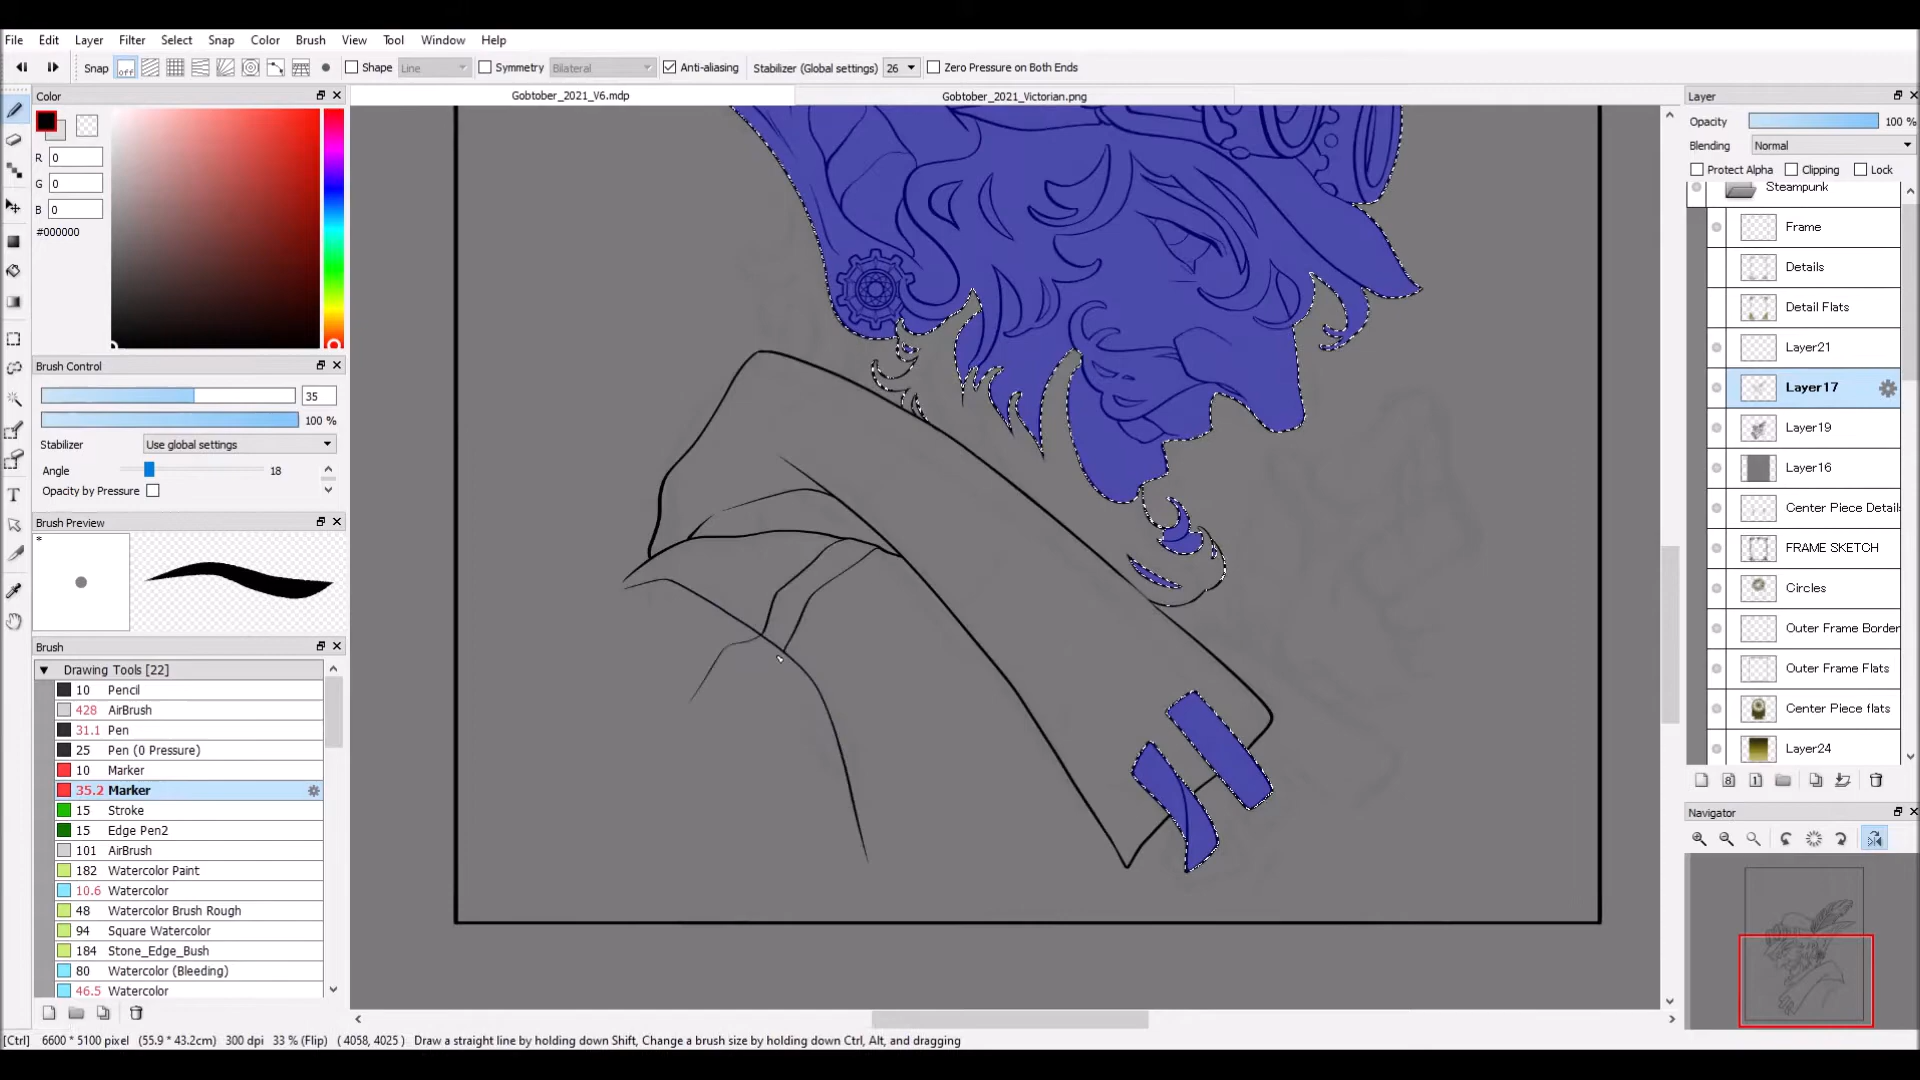 File Edit Layer Filter Select Snap Color Brush View Tool Window Help
Snap off Shape Line Symmetry Bilateral Anti-aliasing Stabilizer (Global settings) 26 Zero Pressure on Both Ends
Color
Gobtober_2021_V6.mdp
Gobtober_2021_Victorian.png
R 0
G 0
B 0
#000000
Brush Control
35
100 %
Stabilizer Use global settings
Angle 18
Opacity by Pressure
Brush Preview
*
Brush
Drawing Tools [22]
10 Pencil
428 AirBrush
31.1 Pen
25 Pen (0 Pressure)
10 Marker
35.2 Marker
15 Stroke
15 Edge Pen2
101 AirBrush
182 Watercolor Paint
10.6 Watercolor
48 Watercolor Brush Rough
94 Square Watercolor
184 Stone_Edge_Bush
80 Watercolor (Bleeding)
46.5 Watercolor
Layer
Opacity 100 %
Blending Normal
Protect Alpha Clipping Lock
Steampunk
Frame
Details
Detail Flats
Layer21
Layer17
Layer19
Layer16
Center Piece Detail
FRAME SKETCH
Circles
Outer Frame Border
Outer Frame Flats
Center Piece flats
Layer24
8 1
Navigator
[Ctrl] 6600 * 5100 pixel (55.9 * 43.2cm) 300 dpi 33 % (Flip) ( 4058, 4025 ) Draw a straight line by holding down Shift, Change a brush size by holding down Ctrl, Alt, and dragging